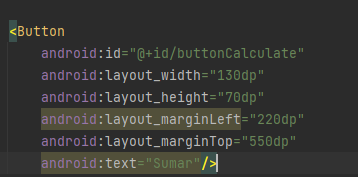 <Button
android:id="@+id/buttonCalculate"
android:layout_width="130dp"
android:layout_height="70dp"
android:layout_marginLeft="220dp"
android:layout_marginTop="550dp"
android:text="Sumar"/>